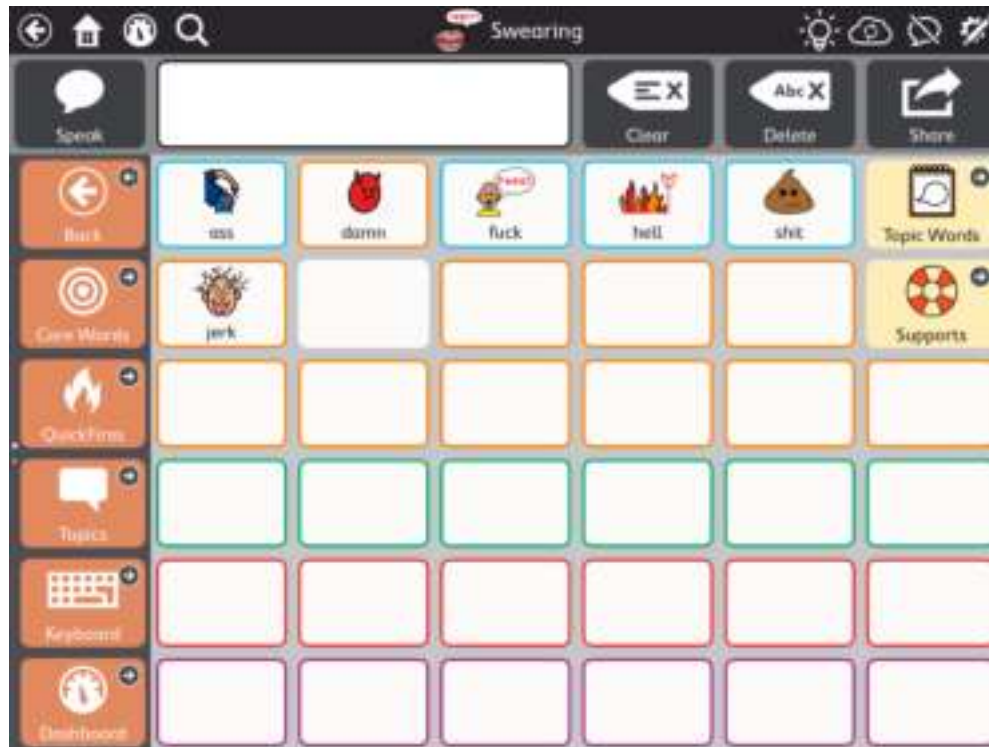 Swearing
Speak
Abc X
Clear
Delete
Share
Back
ass
damn
fuck
hell
shit
Topic Words
Core Words
jerk
Supports
QuickFires
Topics
Keyboard
Dashboard